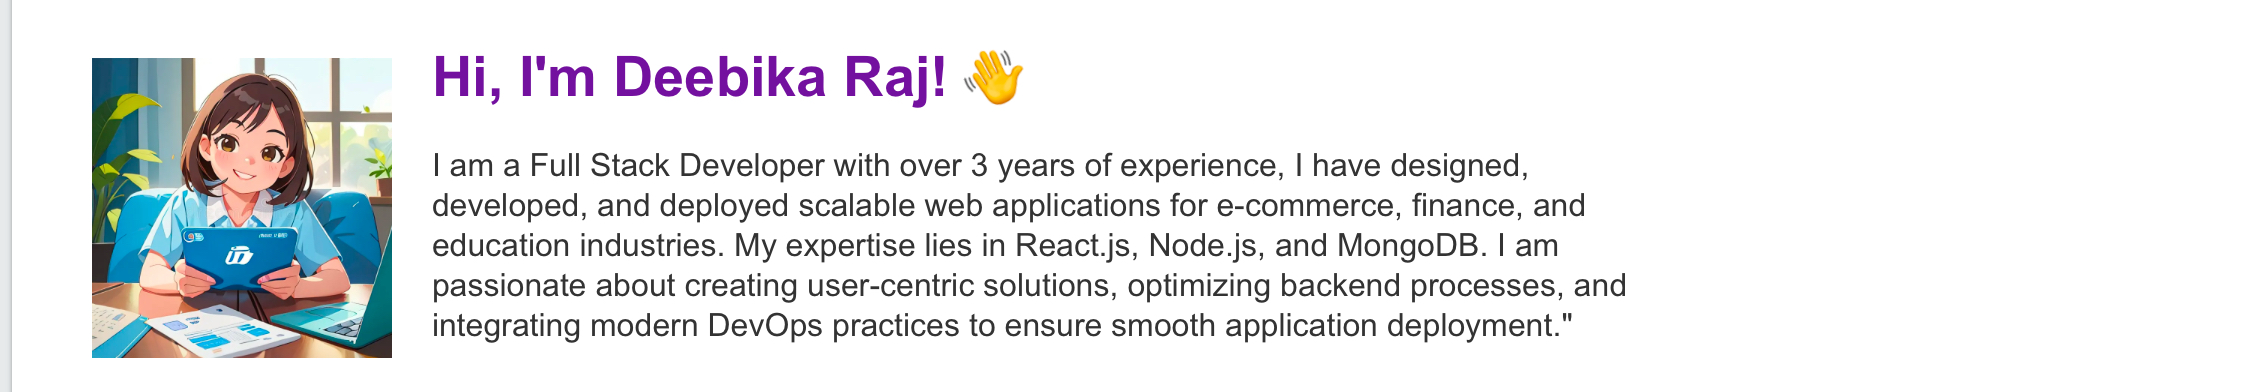 Hi, I'm Deebika Raj! 👋
I am a Full Stack Developer with over 3 years of experience, I have designed,
developed, and deployed scalable web applications for e-commerce, finance, and
education industries. My expertise lies in React.js, Node.js, and MongoDB. I am
passionate about creating user-centric solutions, optimizing backend processes, and
integrating modern DevOps practices to ensure smooth application deployment."